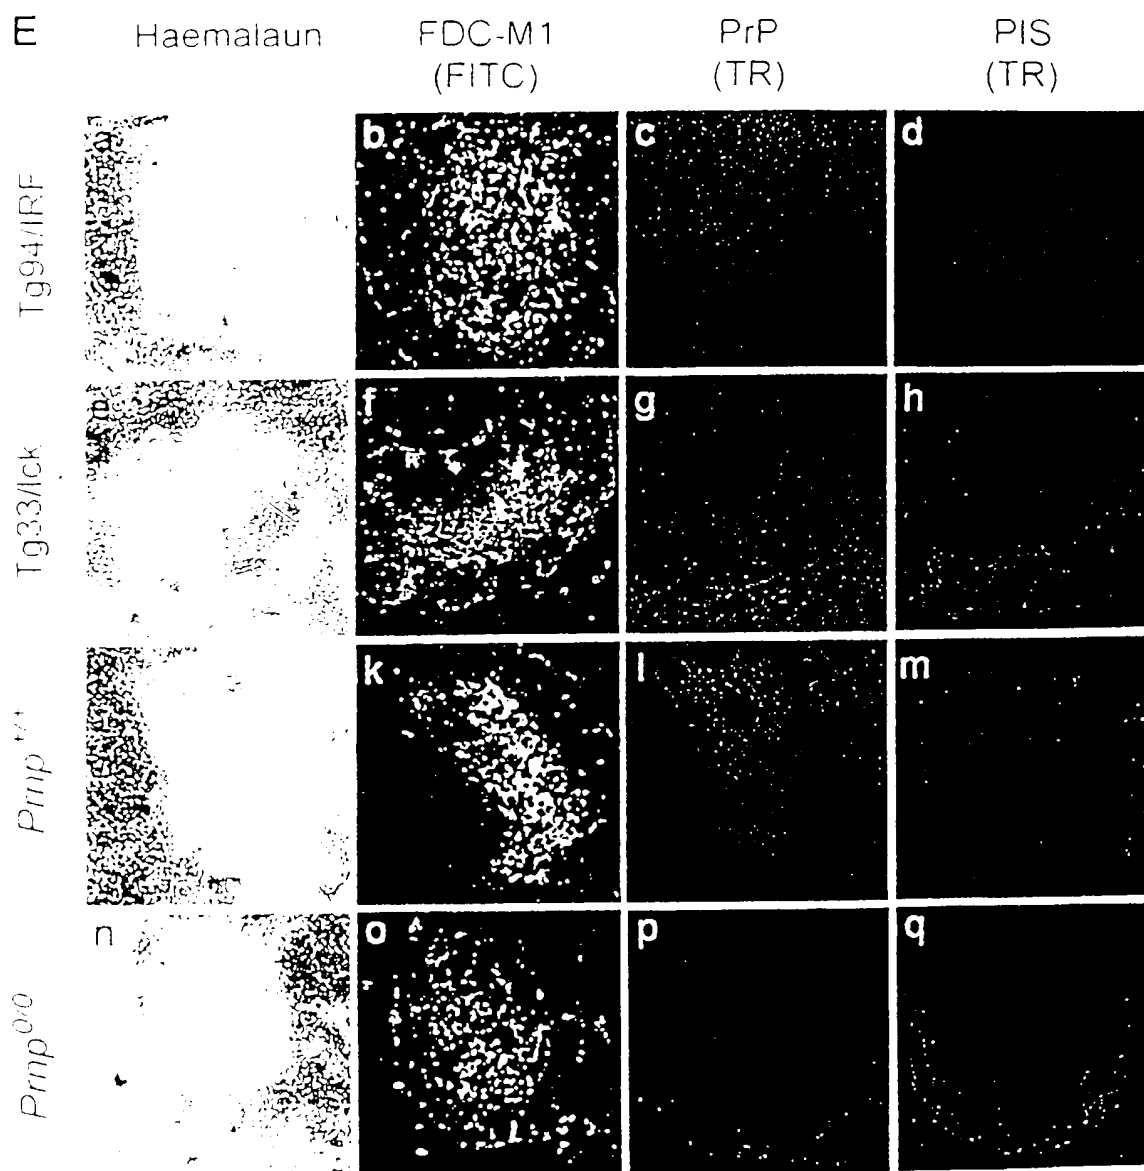 E
Haemalaun
FDC-M1
(FITC)
PrP
(TR)
PIS
(TR)
Tg94/IRF
b
c
d
Tg33/lck
f
g
h
Prnp+/+
k
l
m
Prnp0/0
n
o
p
q